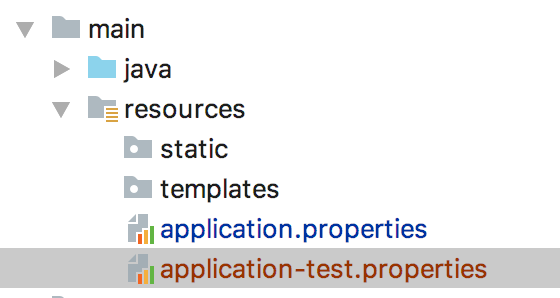 main
java
resources
static
templates
application.properties
application-test.properties